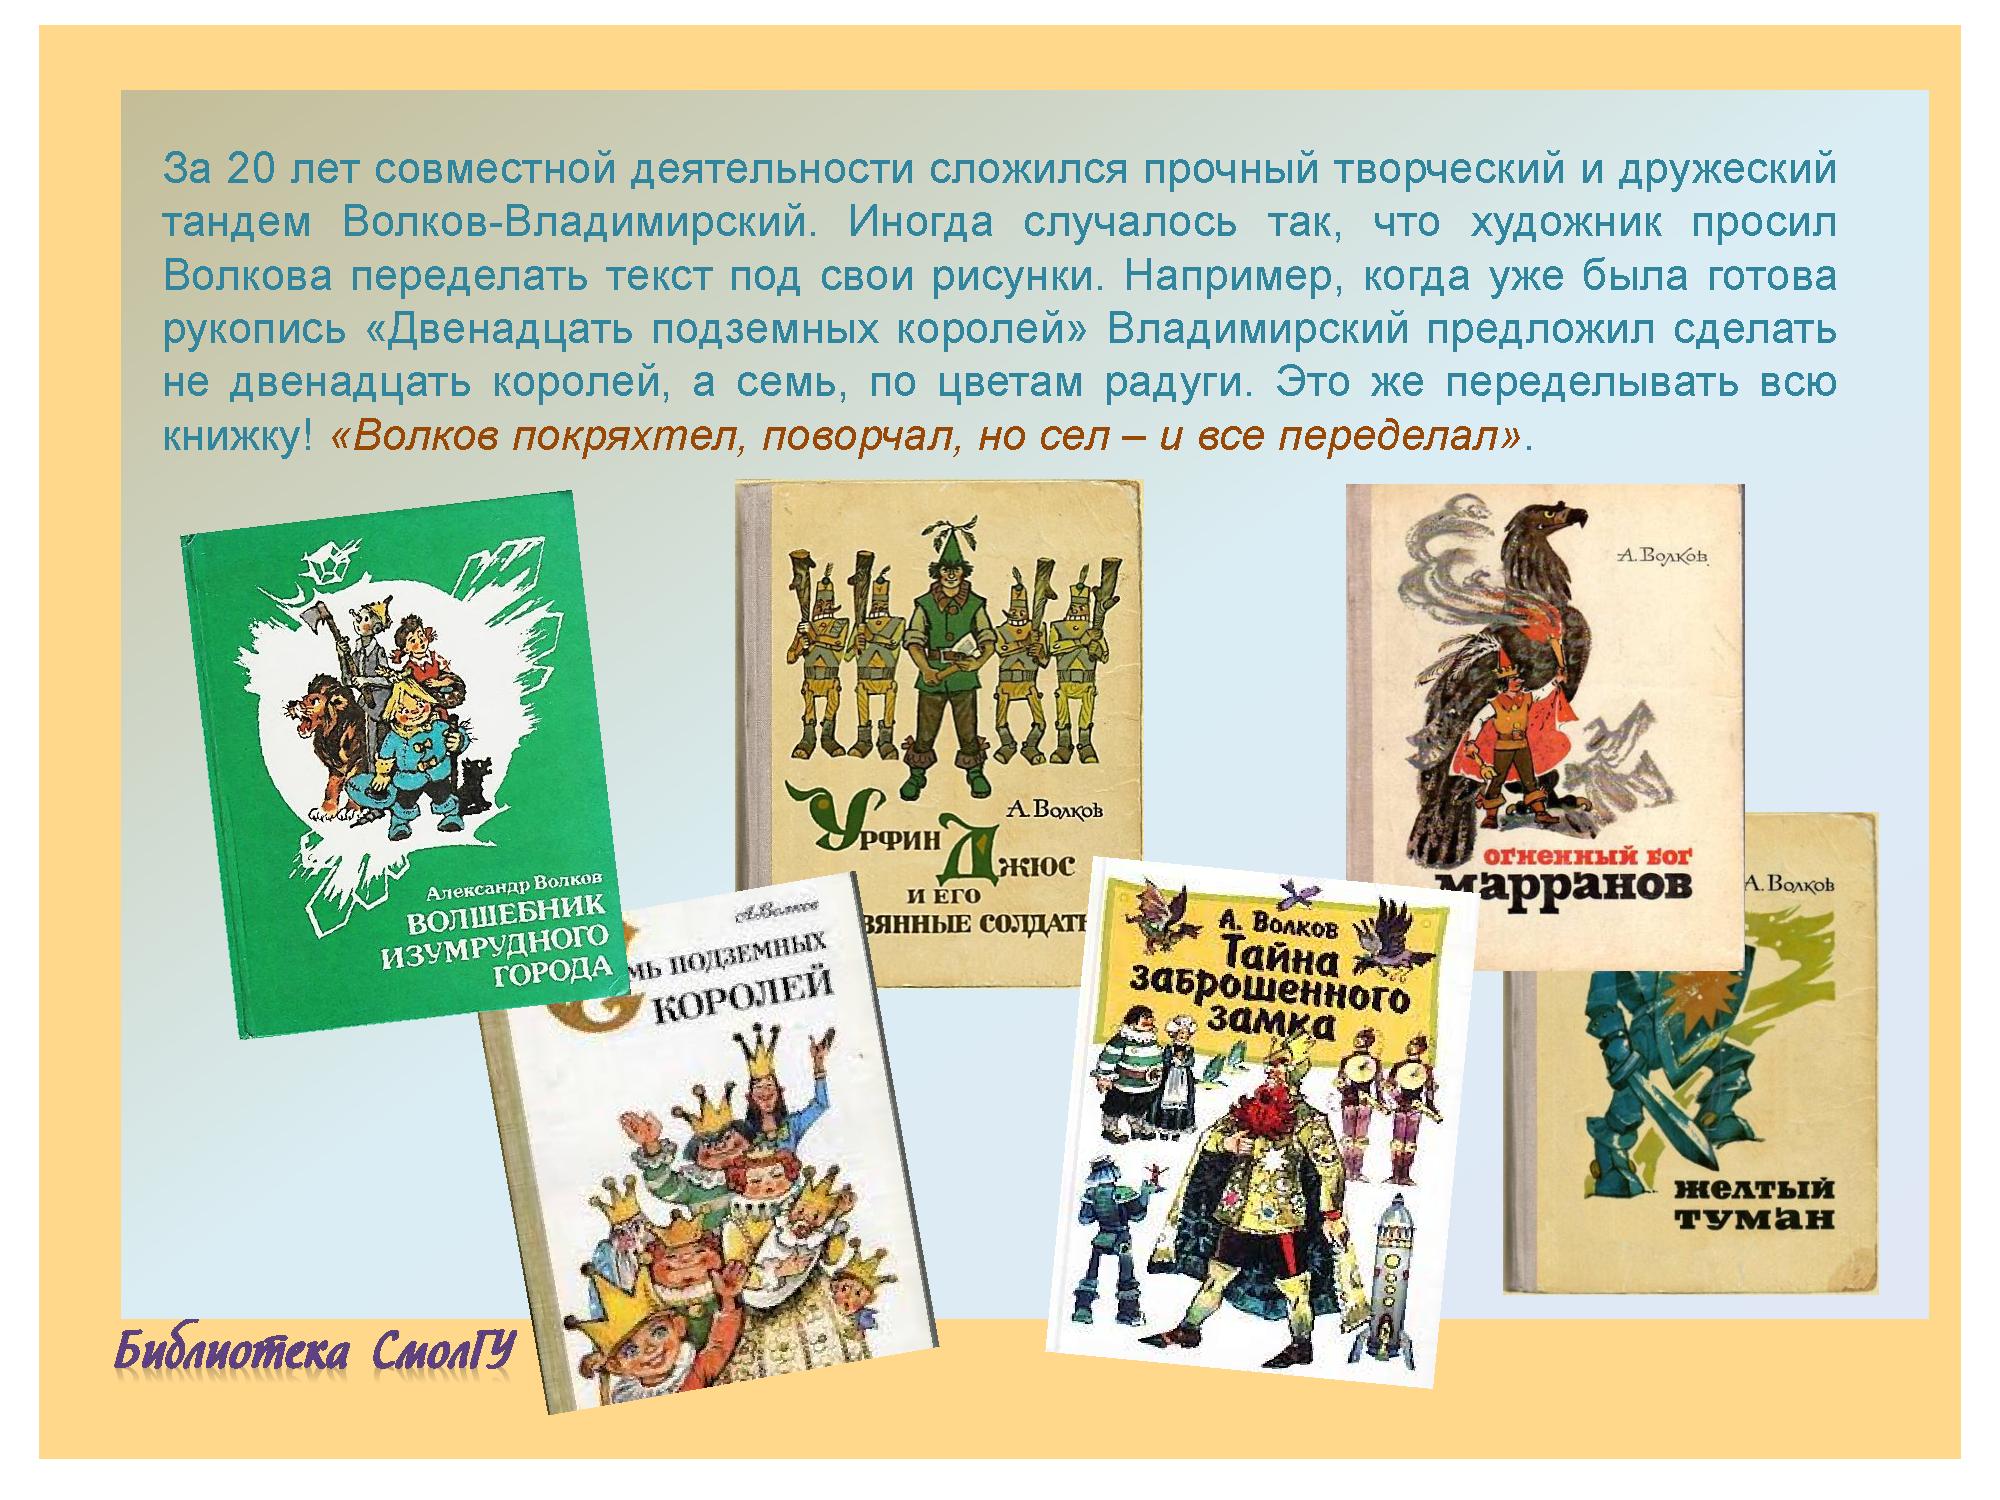 За 20 лет совместной деятельности сложился прочный творческий и дружеский
тандем Волков-Владимирский. Иногда случалось так, что художник просил
Волкова переделать текст под свои рисунки. Например, когда уже была готова
рукопись «Двенадцать подземных королей» Владимирский предложил сделать
не двенадцать королей, а семь, по цветам радуги. Это же переделывать всю
книжку! «Волков покряхтел, поворчал, но сел – и все переделал».
Александр Волков
ВОЛШЕБНИК
ИЗУМРУДНОГО
ГОРОДА
А. Волков
УРФИН ДЖЮС
И ЕГО
ВЯННЫЕ СОЛДАТ
А. Волков
ОГНЕННЫЙ БОГ
МАРРАНОВ
А. Волков
МЬ ПОДЗЕМНЫХ
КОРОЛЕЙ
А. Волков
Тайна
заброшенного
замка
А. Волков
ЖЕЛТЫЙ
ТУМАН
Библиотека СмолГУ